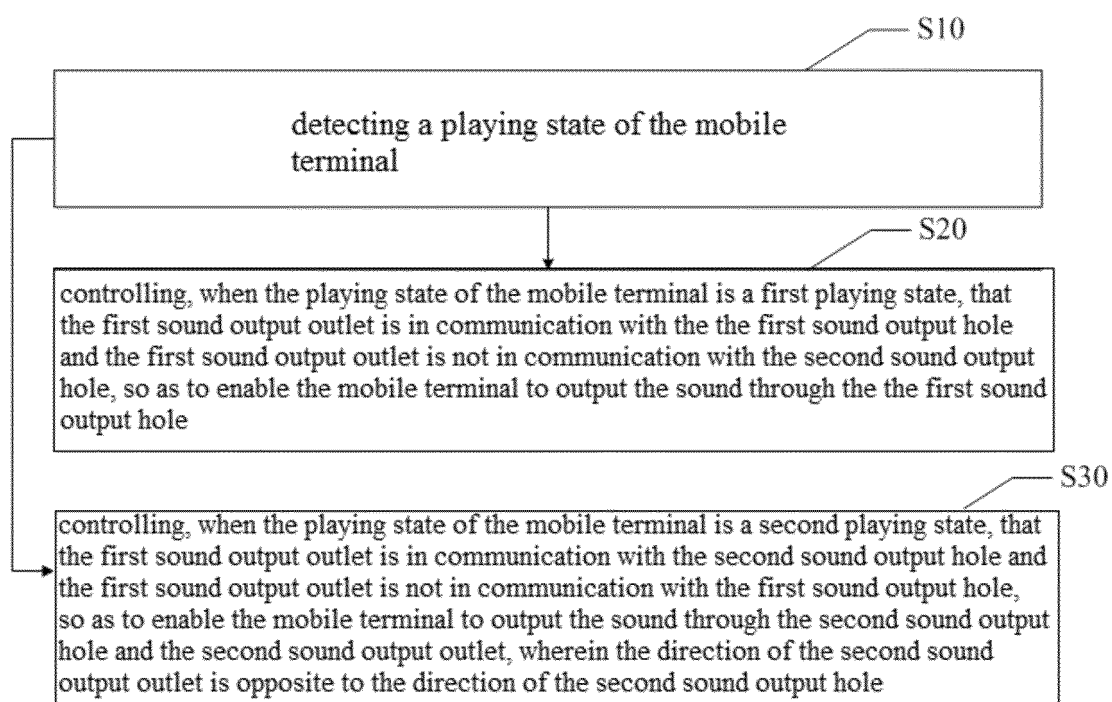 S10
detecting a playing state of the mobile
terminal
S20
controlling, when the playing state of the mobile terminal is a first playing state, that
the first sound output outlet is in communication with the the first sound output hole
and the first sound output outlet is not in communication with the second sound output
hole, so as to enable the mobile terminal to output the sound through the the first sound
output hole
S30
controlling, when the playing state of the mobile terminal is a second playing state, that
the first sound output outlet is in communication with the second sound output hole and
the first sound output outlet is not in communication with the first sound output hole,
so as to enable the mobile terminal to output the sound through the second sound output
hole and the second sound output outlet, wherein the direction of the second sound
output outlet is opposite to the direction of the second sound output hole